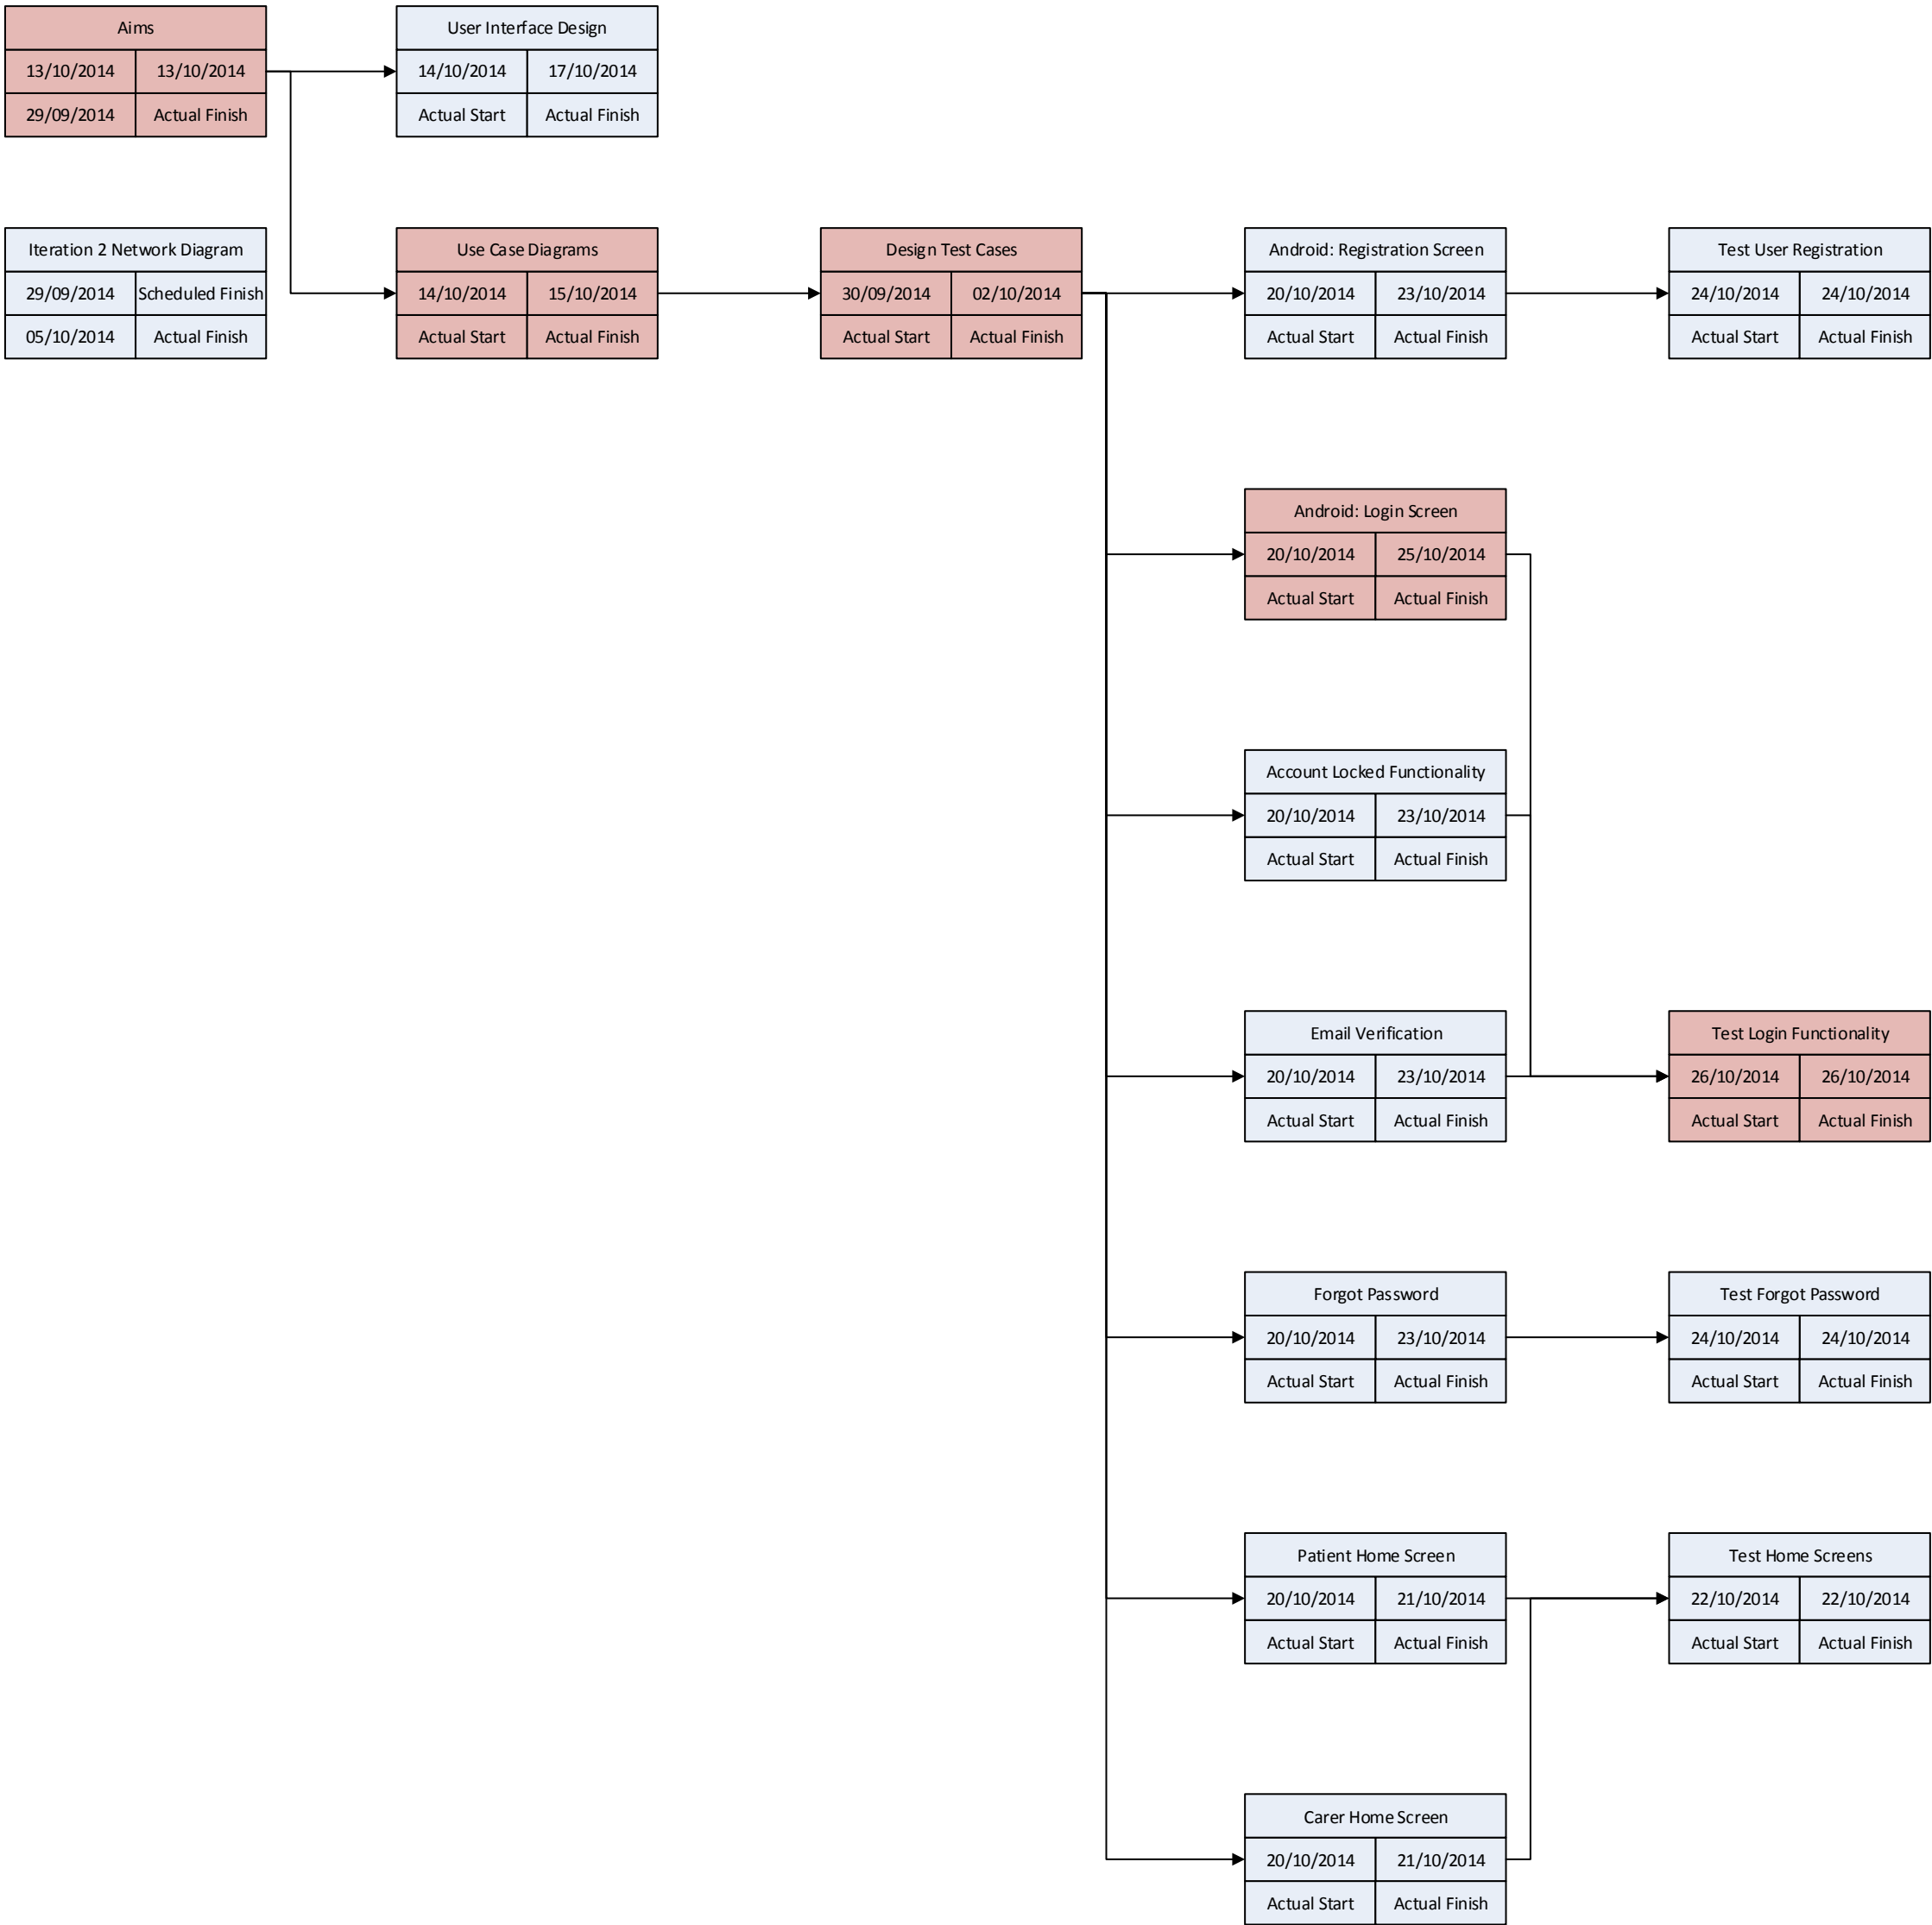 Aims
13/10/2014 13/10/2014
29/09/2014 Actual Finish
User Interface Design
14/10/2014 17/10/2014
Actual Start Actual Finish
Iteration 2 Network Diagram
29/09/2014 Scheduled Finish
05/10/2014 Actual Finish
Use Case Diagrams
14/10/2014 15/10/2014
Actual Start Actual Finish
Design Test Cases
30/09/2014 02/10/2014
Actual Start Actual Finish
Android: Registration Screen
20/10/2014 23/10/2014
Actual Start Actual Finish
Test User Registration
24/10/2014 24/10/2014
Actual Start Actual Finish
Android: Login Screen
20/10/2014 25/10/2014
Actual Start Actual Finish
Account Locked Functionality
20/10/2014 23/10/2014
Actual Start Actual Finish
Email Verification
20/10/2014 23/10/2014
Actual Start Actual Finish
Test Login Functionality
26/10/2014 26/10/2014
Actual Start Actual Finish
Forgot Password
20/10/2014 23/10/2014
Actual Start Actual Finish
Test Forgot Password
24/10/2014 24/10/2014
Actual Start Actual Finish
Patient Home Screen
20/10/2014 21/10/2014
Actual Start Actual Finish
Test Home Screens
22/10/2014 22/10/2014
Actual Start Actual Finish
Carer Home Screen
20/10/2014 21/10/2014
Actual Start Actual Finish